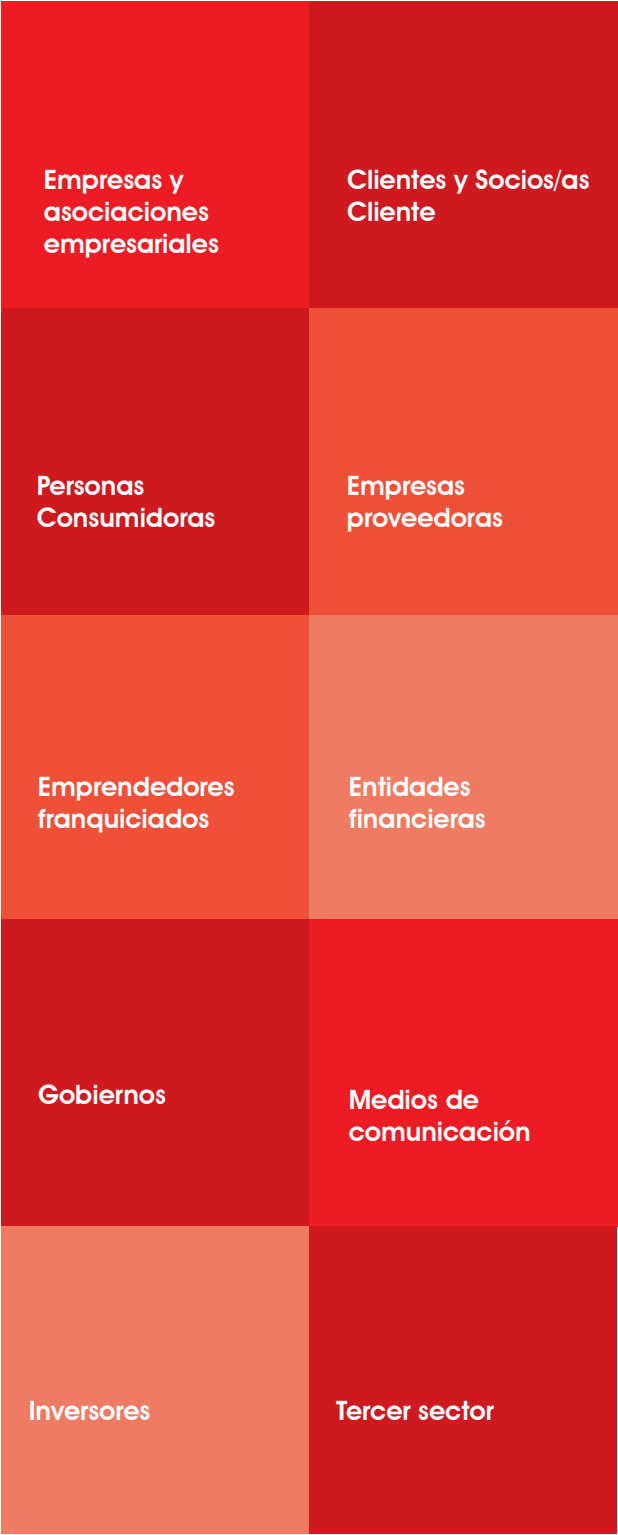 Empresas y
asociaciones
empresariales
Clientes y Socios/as
Cliente
Personas
Consumidoras
Empresas
proveedoras
Emprendedores
franquiciados
Entidades
financieras
Gobiernos
Medios de
comunicación
Inversores
Tercer sector